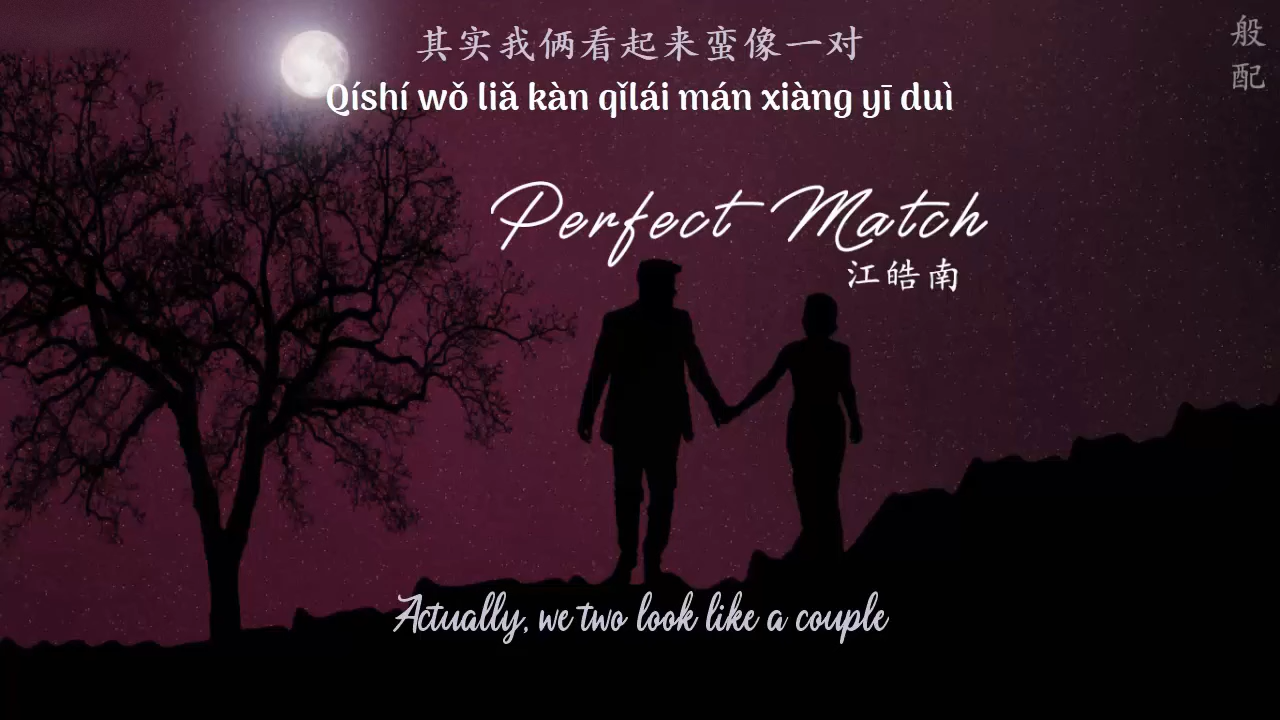 其实我俩看起来蛮像一对
Qíshí wǒ liǎ kàn qǐlái mán xiàng yī duì
般配
Perfect Match
江皓南
Actually, we two look like a couple